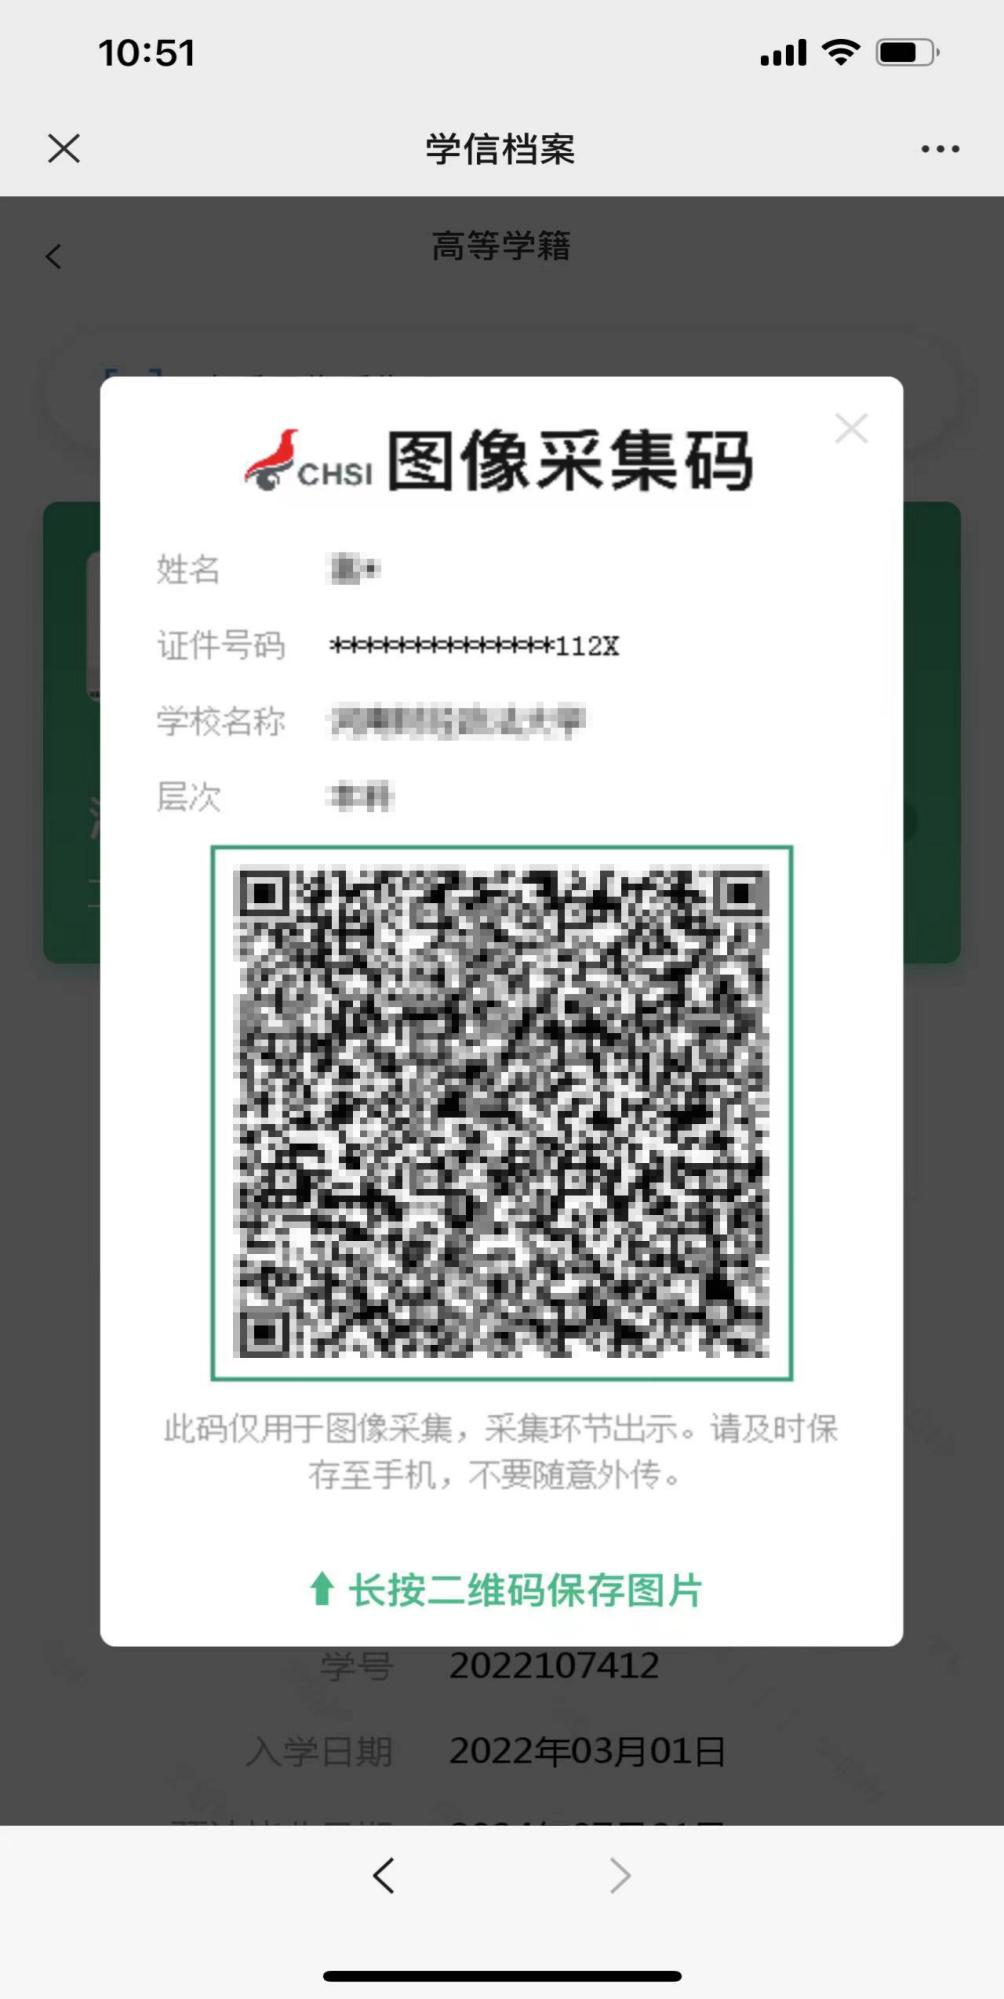 10:51
学信档案
高等学籍
CHSI 图像采集码
姓名
证件号码 **************112X
学校名称
层次
此码仅用于图像采集，采集环节出示。请及时保
存至手机，不要随意外传。
长按二维码保存图片
学号 2022107412
入学日期 2022年03月01日